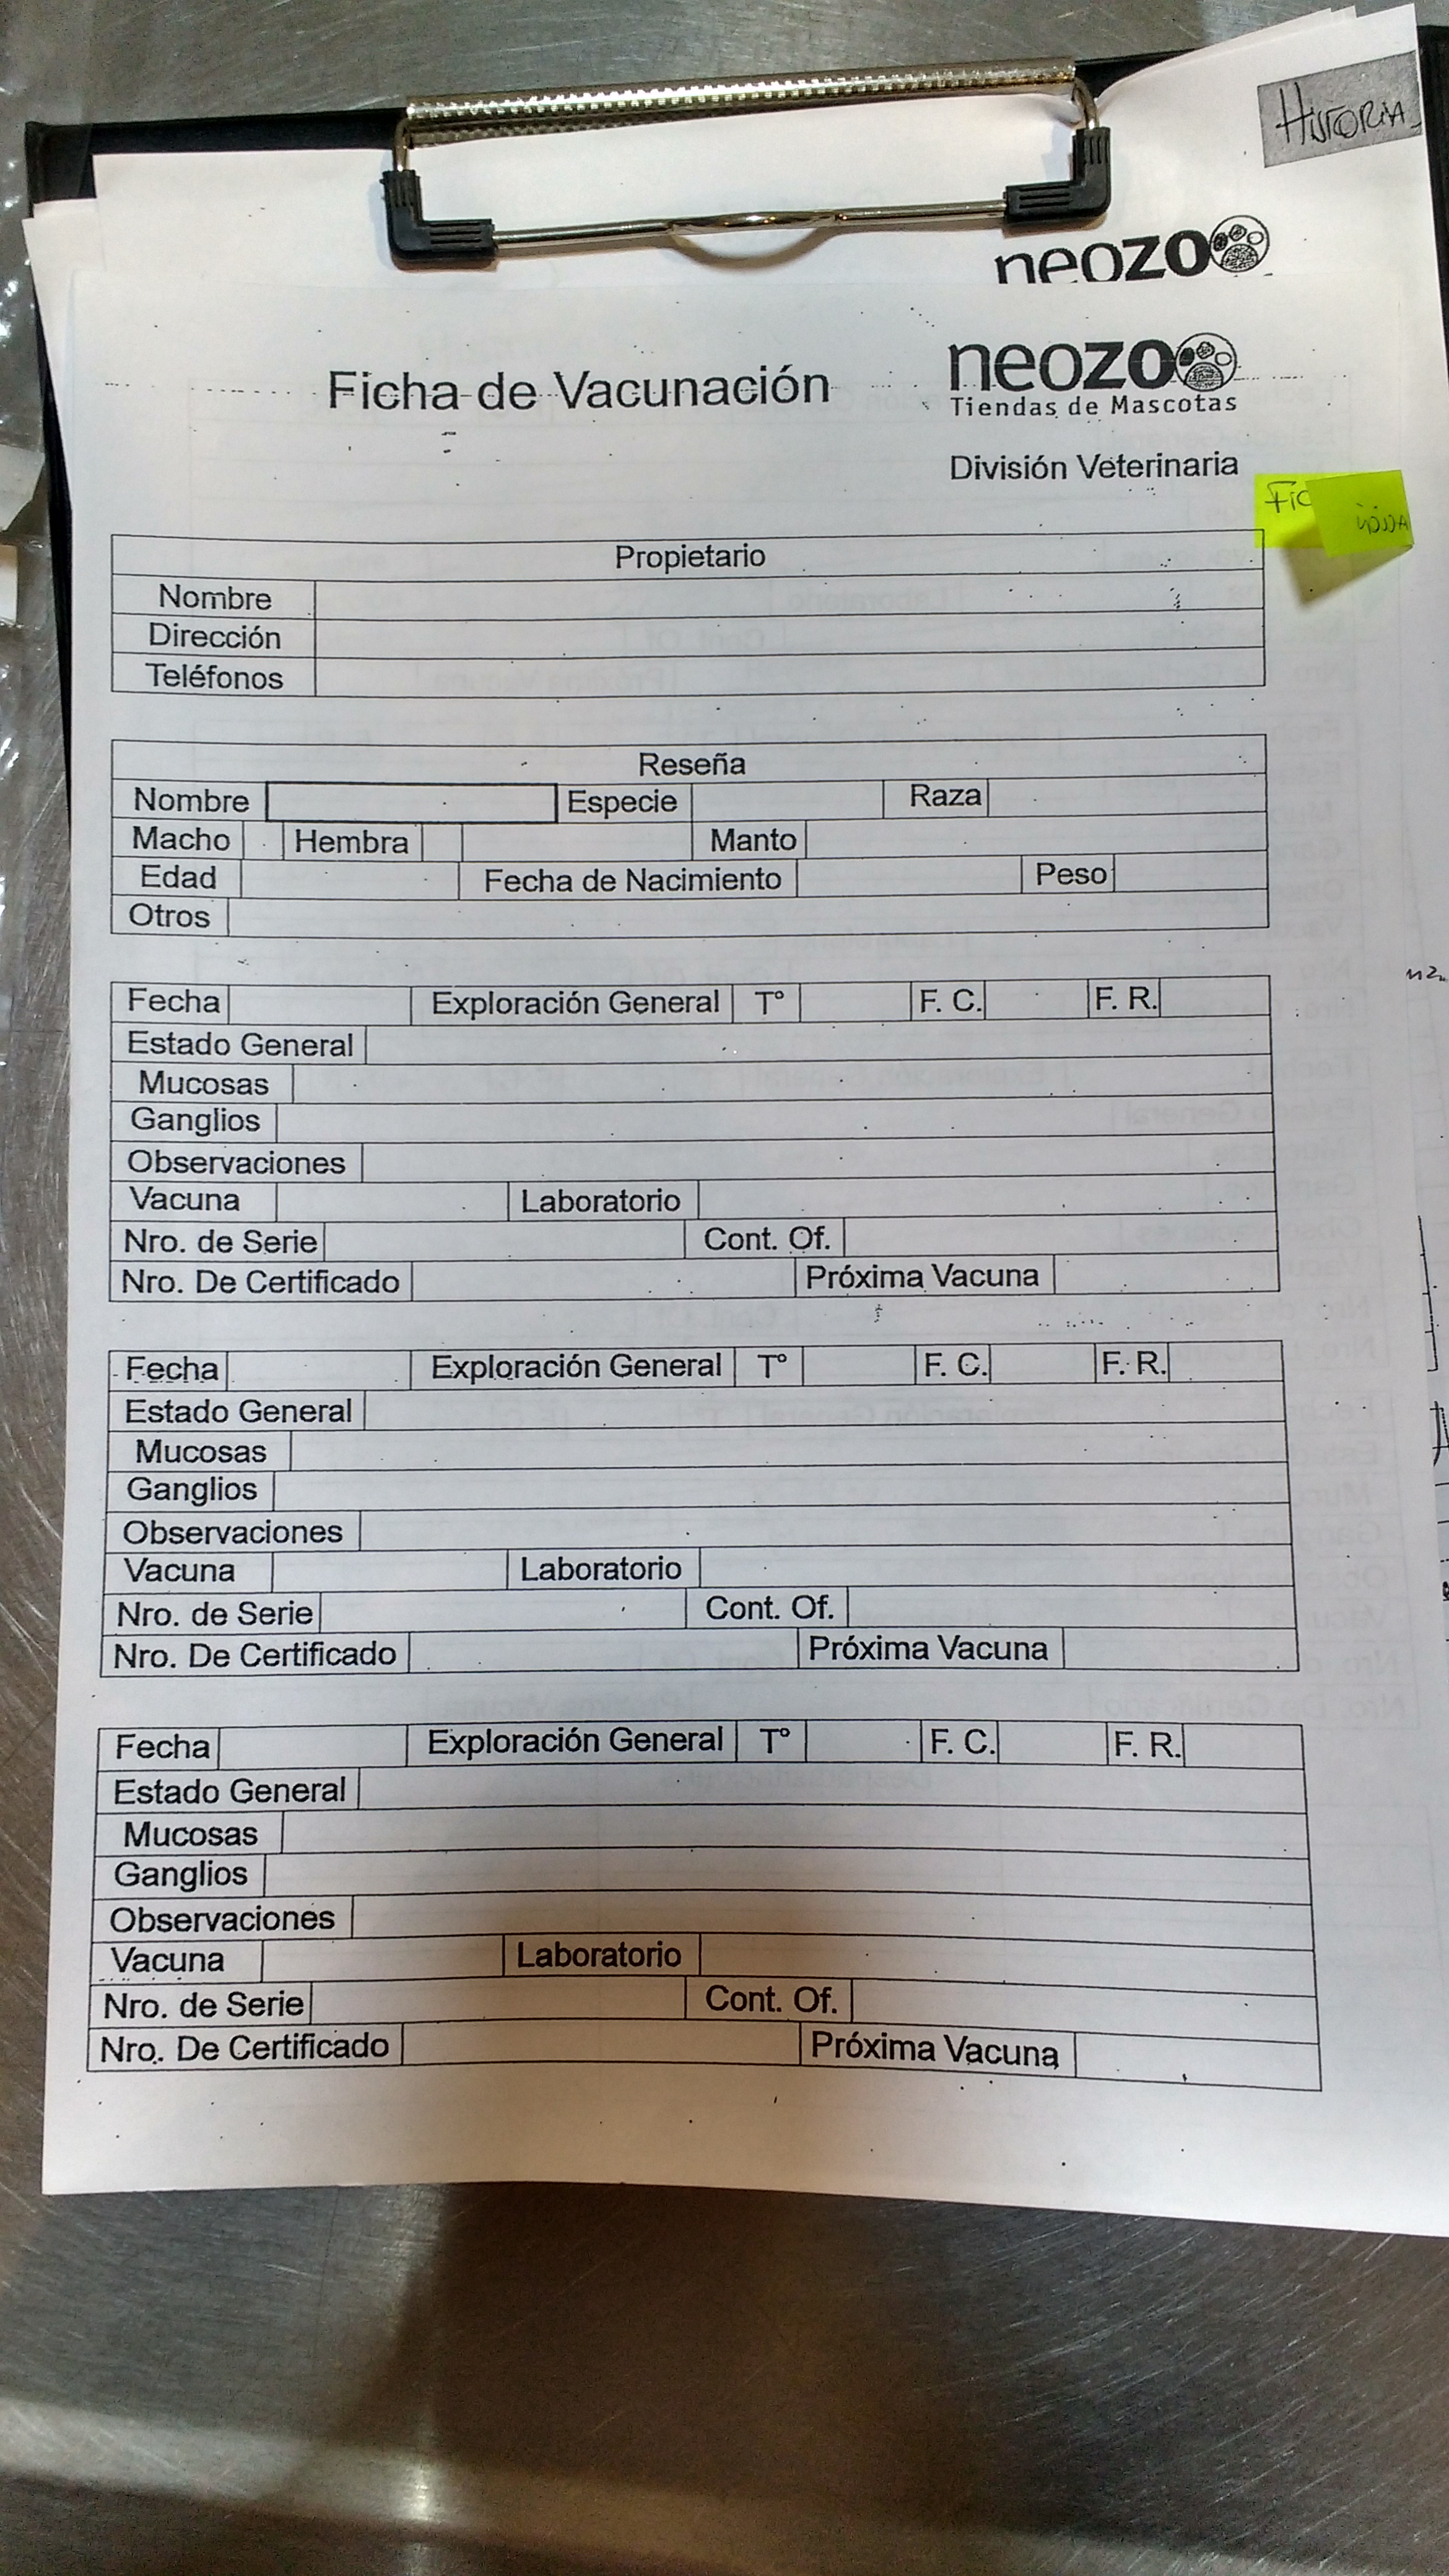 HISTORIA
neozoo
neozoo
Tiendas de Mascotas
Ficha de Vacunación
División Veterinaria
Fic
Propietario
Nombre
Dirección
Teléfonos
Reseña
Nombre Especie Raza
Macho Hembra Manto
Edad Fecha de Nacimiento Peso
Otros
Fecha Exploración General Tº F. C. F. R.
Estado General
Mucosas
Ganglios
Observaciones
Vacuna Laboratorio
Nro. de Serie Cont. Of.
Nro. De Certificado Próxima Vacuna
Fecha Exploración General Tº F. C. F. R.
Estado General
Mucosas
Ganglios
Observaciones
Vacuna Laboratorio
Nro. de Serie Cont. Of.
Nro. De Certificado Próxima Vacuna
Fecha Exploración General Tº F. C. F. R.
Estado General
Mucosas
Ganglios
Observaciones
Vacuna Laboratorio
Nro. de Serie Cont. Of.
Nro. De Certificado Próxima Vacuna